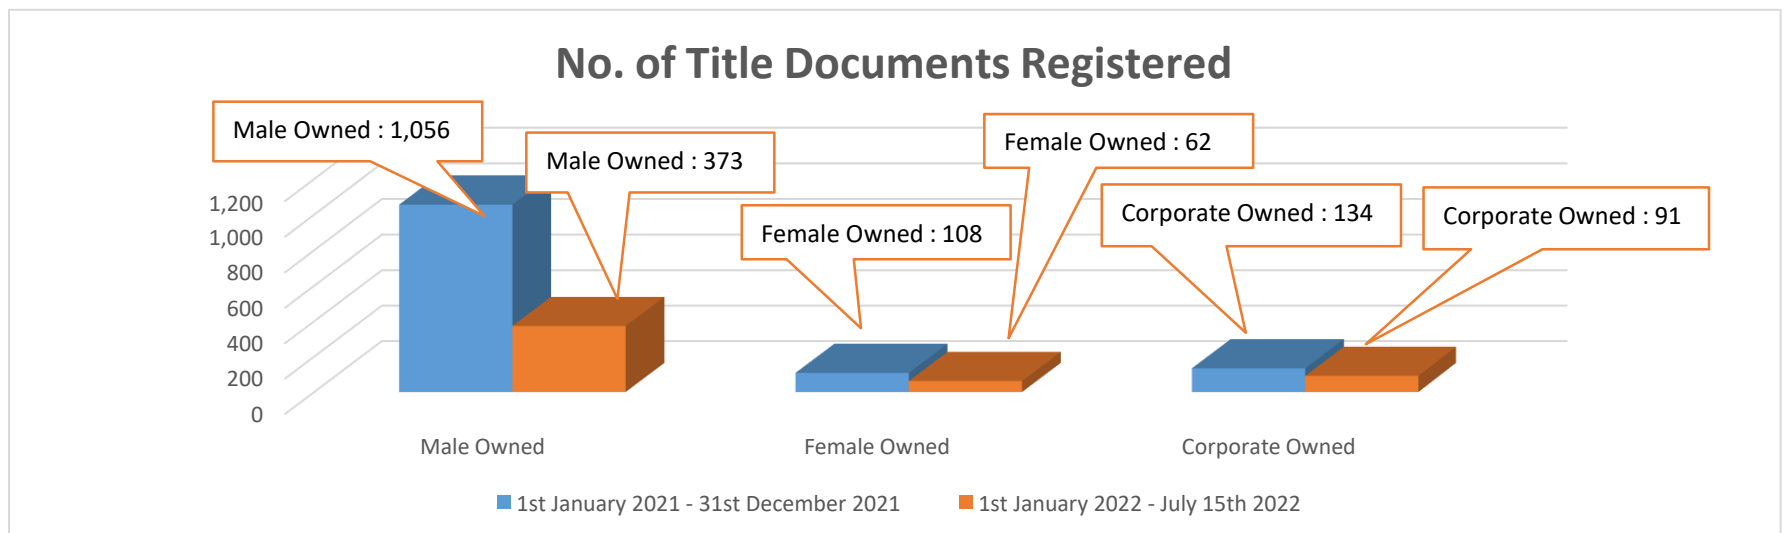 No. of Title Documents Registered
Male Owned : 1,056
Male Owned : 373
Female Owned : 108
Female Owned : 62
Corporate Owned : 134
Corporate Owned : 91
1,200
1,000
800
600
400
200
0
Male Owned
Female Owned
Corporate Owned
1st January 2021 - 31st December 2021
1st January 2022 - July 15th 2022